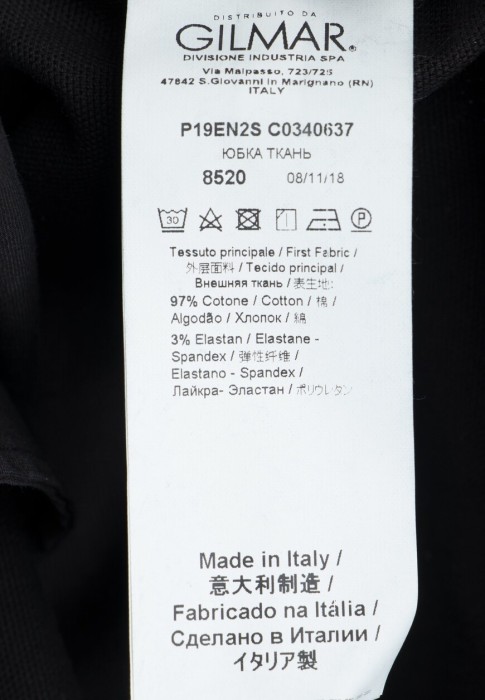 DISTRIBUITO DA
GILMAR®
DIVISIONE INDUSTRIA SPA
Via Malpasso, 723/725
47842 S.Giovanni in Marignano (RN)
ITALY
P19EN2S C0340637
ЮБКА ТКАНЬ
8520 08/11/18
30 P
Tessuto principale / First Fabric /
外层面料 / Tecido principal /
Внешняя ткань / 表生地:
97% Cotone / Cotton / 棉 /
Algodão / Хлопок / 綿
3% Elastan / Elastane -
Spandex / 弹性纤维 /
Elastano - Spandex /
Лайкра- Эластан / ポリウレタン
Made in Italy /
意大利制造 /
Fabricado na Itália /
Сделано в Италии /
イタリア製